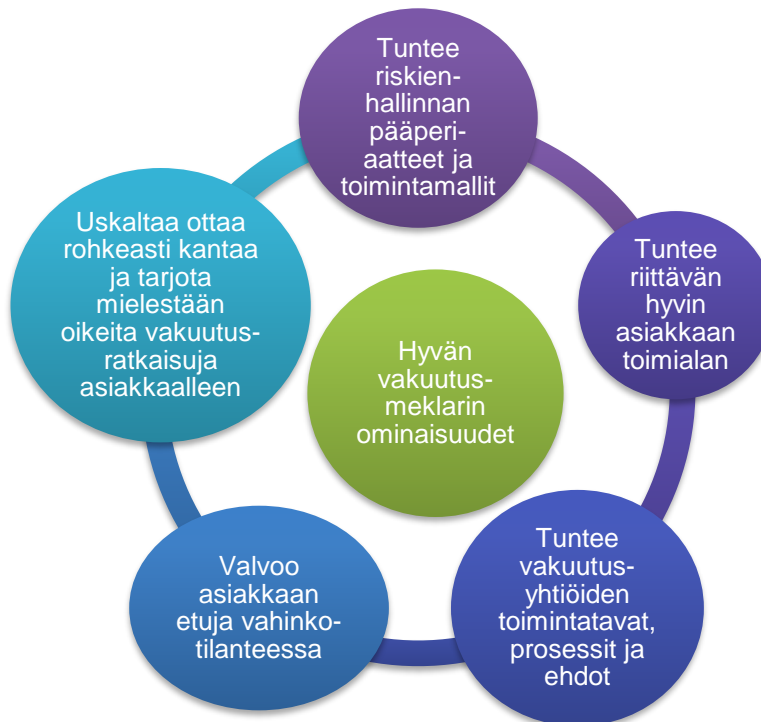 Tuntee
riskien-
hallinnan
pääperi-
aatteet ja
toimintamallit
Tuntee
riittävän
hyvin
asiakkaan
toimialan
Tuntee
vakuutus-
yhtiöiden
toimintatavat,
prosessit ja
ehdot
Valvoo
asiakkaan
etuja vahinko-
tilanteessa
Uskaltaa ottaa
rohkeasti kantaa
ja tarjota
mielestään
oikeita vakuutus-
ratkaisuja
asiakkaalleen
Hyvän
vakuutus-
meklarin
ominaisuudet